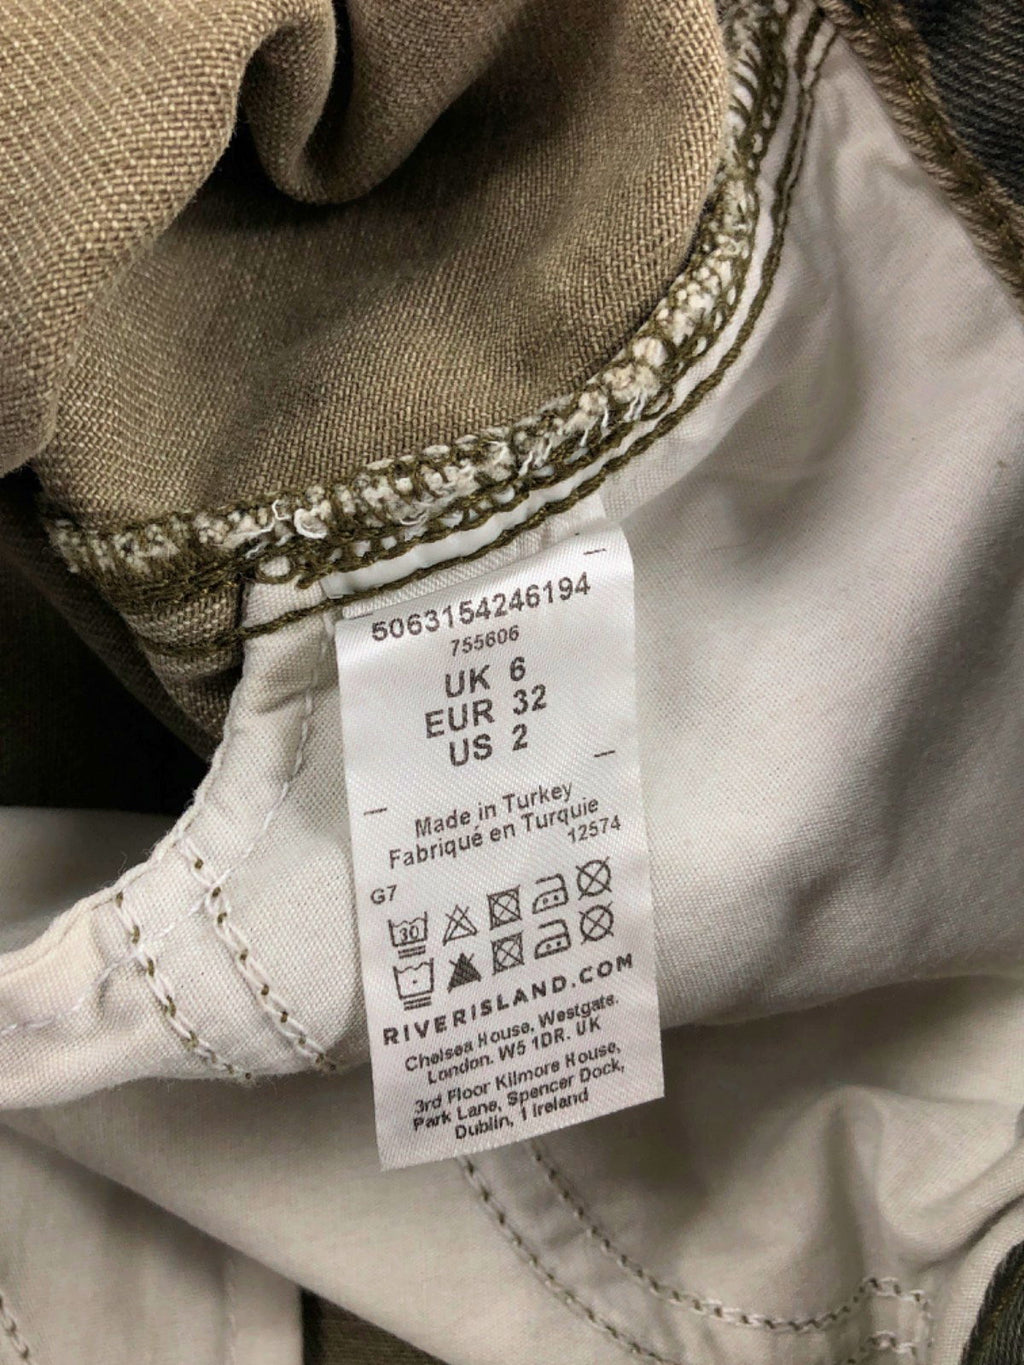 5063154246194
755606
UK 6
EUR 32
US 2
Made in Turkey
Fabriqué en Turquie
12574
G7
30
RIVERISLAND.COM
Chelsea House, Westgate.
London. W5 1DR. UK
3rd Floor Kilmore House,
Park Lane, Spencer Dock,
Dublin, 1 Ireland